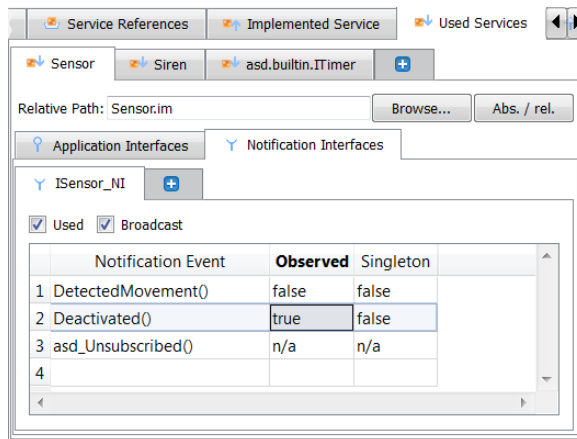 Service References Implemented Service Used Services
Sensor Siren asd.builtin.ITimer
Relative Path: Sensor.im Browse... Abs. / rel.
Application Interfaces Notification Interfaces
ISensor_NI
Used Broadcast
Notification Event Observed Singleton
1 DetectedMovement() false false
2 Deactivated() true false
3 asd_Unsubscribed() n/a n/a
4